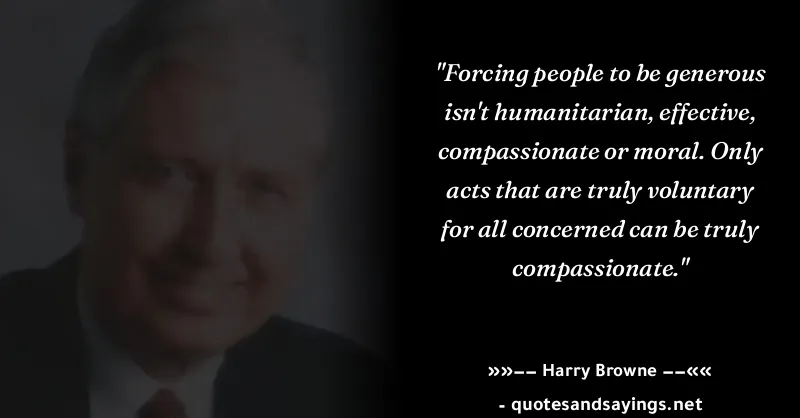 "Forcing people to be generous
isn't humanitarian, effective,
compassionate or moral. Only
acts that are truly voluntary
for all concerned can be truly
compassionate."
»»−− Harry Browne −−««
- quotesandsayings.net